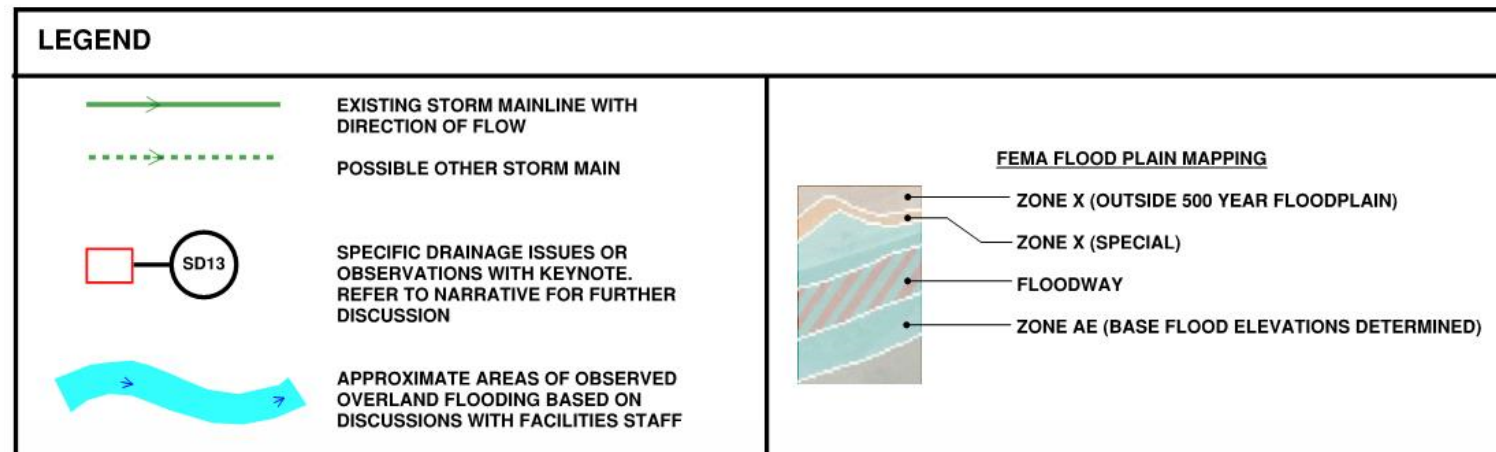 LEGEND
EXISTING STORM MAINLINE WITH
DIRECTION OF FLOW
POSSIBLE OTHER STORM MAIN
SD13
SPECIFIC DRAINAGE ISSUES OR
OBSERVATIONS WITH KEYNOTE.
REFER TO NARRATIVE FOR FURTHER
DISCUSSION
APPROXIMATE AREAS OF OBSERVED
OVERLAND FLOODING BASED ON
DISCUSSIONS WITH FACILITIES STAFF
FEMA FLOOD PLAIN MAPPING
ZONE X (OUTSIDE 500 YEAR FLOODPLAIN)
ZONE X (SPECIAL)
FLOODWAY
ZONE AE (BASE FLOOD ELEVATIONS DETERMINED)